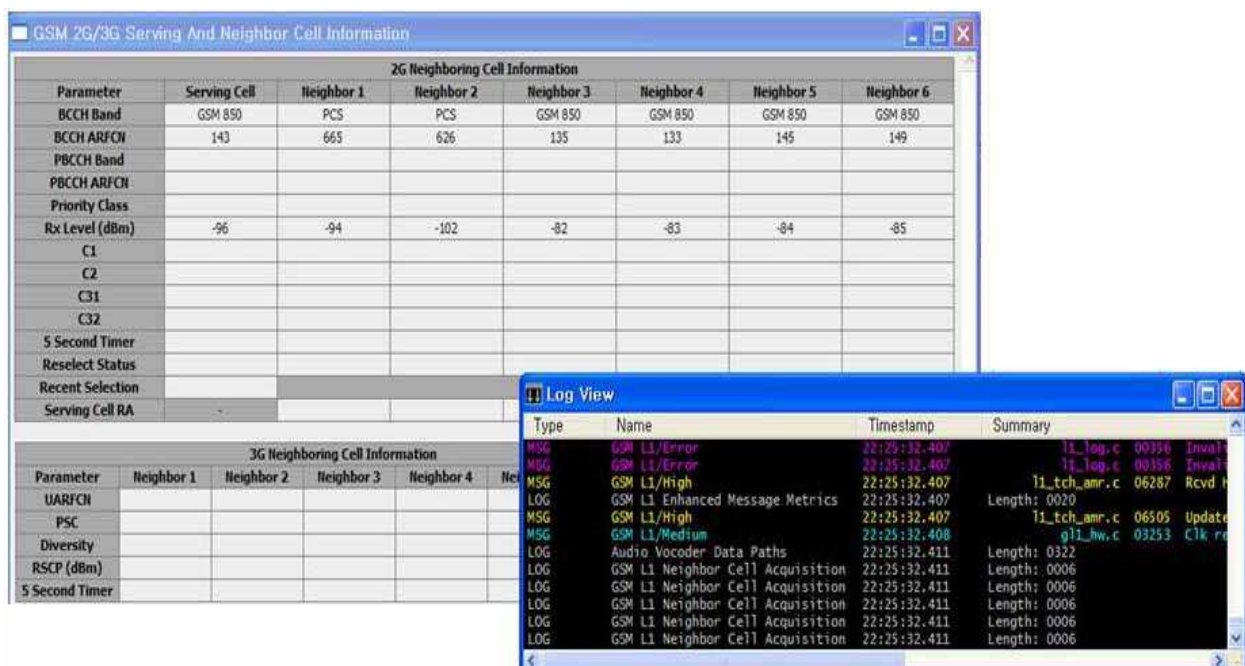 GSM 2G/3G Serving And Neighbor Cell Information
2G Neighboring Cell Information
Parameter Serving Cell Neighbor 1 Neighbor 2 Neighbor 3 Neighbor 4 Neighbor 5 Neighbor 6
BCCH Band GSM 850 PCS PCS GSM 850 GSM 850 GSM 850 GSM 850
BCCH ARFCN 143 665 626 135 133 145 149
PBCCH Band
PBCCH ARFCN
Priority Class
Rx Level (dBm) -96 -94 -102 -82 -83 -84 -85
C1
C2
C31
C32
5 Second Timer
Reselect Status
Recent Selection
Serving Cell RA -
3G Neighboring Cell Information
Parameter Neighbor 1 Neighbor 2 Neighbor 3 Neighbor 4 Nei
UARFCN
PSC
Diversity
RSCP (dBm)
5 Second Timer
Log View
Type Name Timestamp Summary
MSG GSM L1/Error 22:25:32.407 l1_log.c 00356 Invali
MSG GSM L1/Error 22:25:32.407 l1_log.c 00356 Invali
MSG GSM L1/High 22:25:32.407 l1_tch_amr.c 06287 Rcvd
LOG GSM L1 Enhanced Message Metrics 22:25:32.407 Length: 0020
MSG GSM L1/High 22:25:32.407 l1_tch_amr.c 06505 Update
MSG GSM L1/Medium 22:25:32.408 gl1_hw.c 03253 Clk re
LOG Audio Vocoder Data Paths 22:25:32.411 Length: 0322
LOG GSM L1 Neighbor Cell Acquisition 22:25:32.411 Length: 0006
LOG GSM L1 Neighbor Cell Acquisition 22:25:32.411 Length: 0006
LOG GSM L1 Neighbor Cell Acquisition 22:25:32.411 Length: 0006
LOG GSM L1 Neighbor Cell Acquisition 22:25:32.411 Length: 0006
LOG GSM L1 Neighbor Cell Acquisition 22:25:32.411 Length: 0006